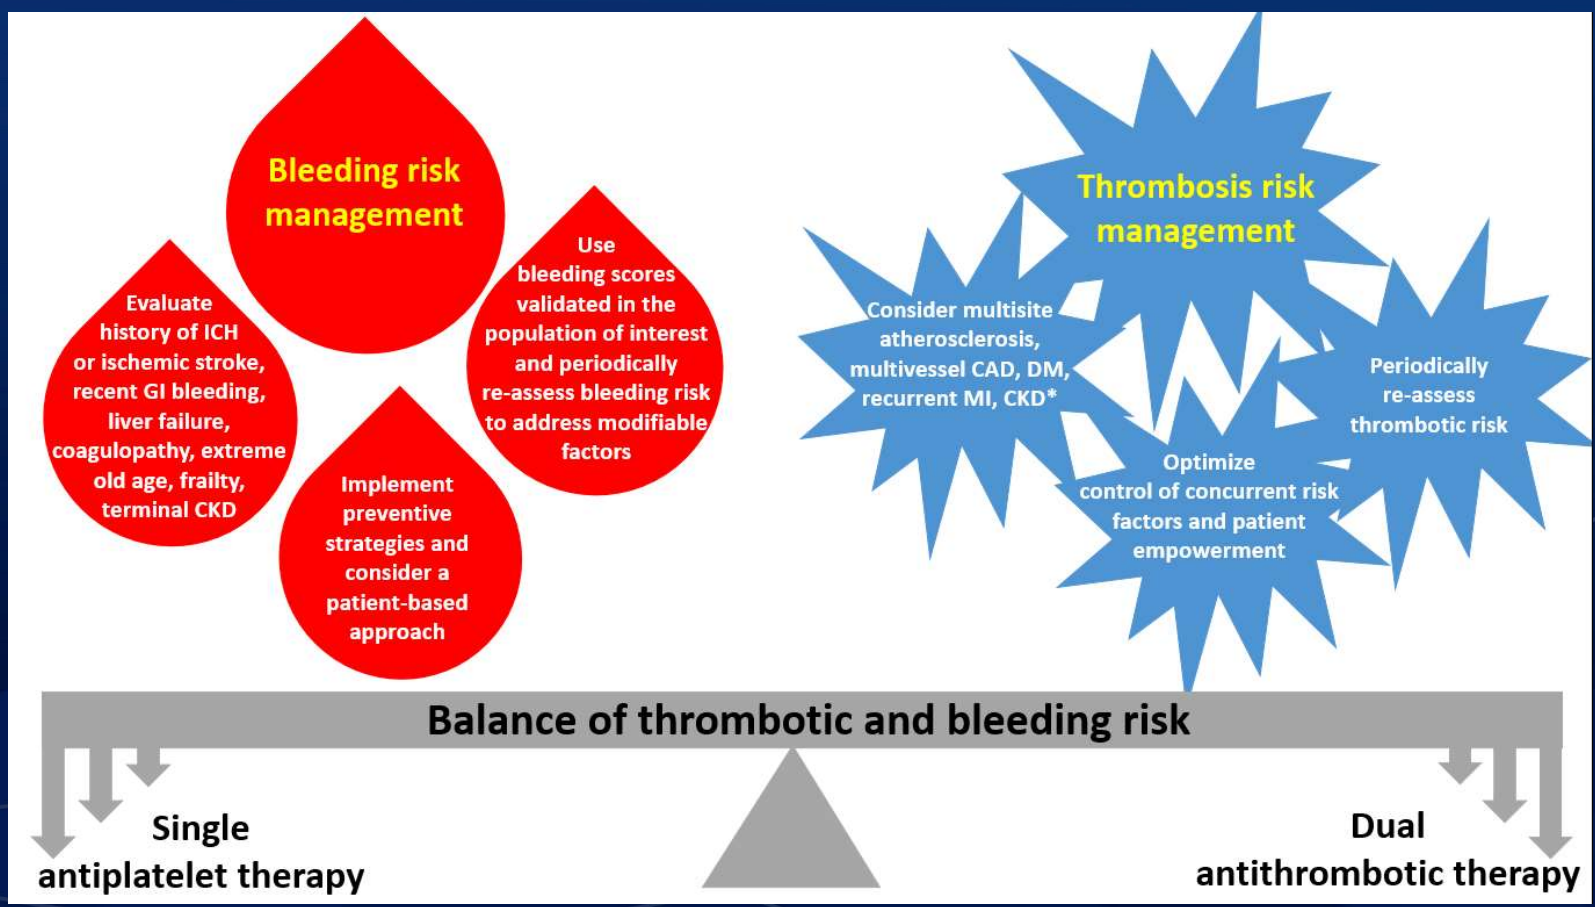 Bleeding risk
management
Evaluate
history of ICH
or ischemic stroke,
recent GI bleeding,
liver failure,
coagulopathy, extreme
old age, frailty,
terminal CKD
Implement
preventive
strategies and
consider a
patient-based
approach
Use
bleeding scores
validated in the
population of interest
and periodically
re-assess bleeding risk
to address modifiable
factors
Thrombosis risk
management
Consider multisite
atherosclerosis,
multivessel CAD, DM,
recurrent MI, CKD*
Optimize
control of concurrent risk
factors and patient
empowerment
Periodically
re-assess
thrombotic risk
Balance of thrombotic and bleeding risk
Single
antiplatelet therapy
Dual
antithrombotic therapy